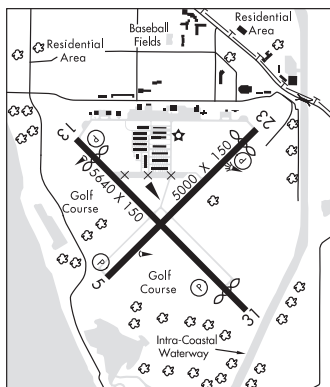 Residential
Area
Baseball
Fields
Residential
Area
13
23
P
P
5640 X 150
5000 X 150
Golf
Course
P
5
Golf
Course
P
31
Intra-Coastal
Waterway